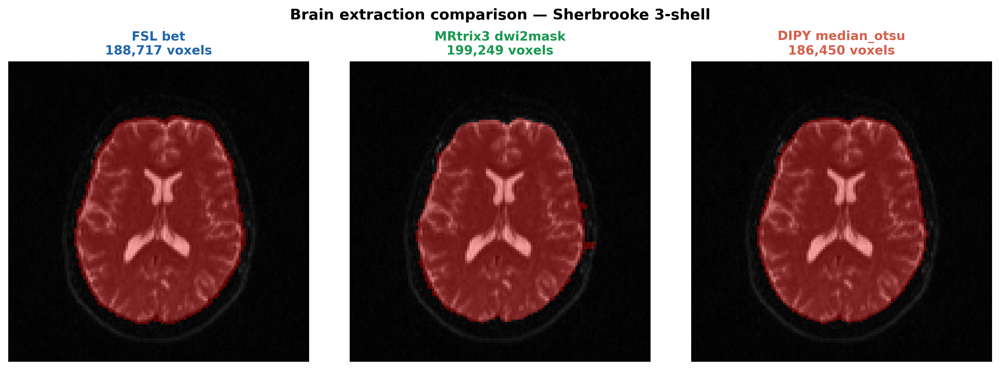 Brain extraction comparison — Sherbrooke 3-shell
FSL bet
188,717 voxels
MRtrix3 dwi2mask
199,249 voxels
DIPY median_otsu
186,450 voxels